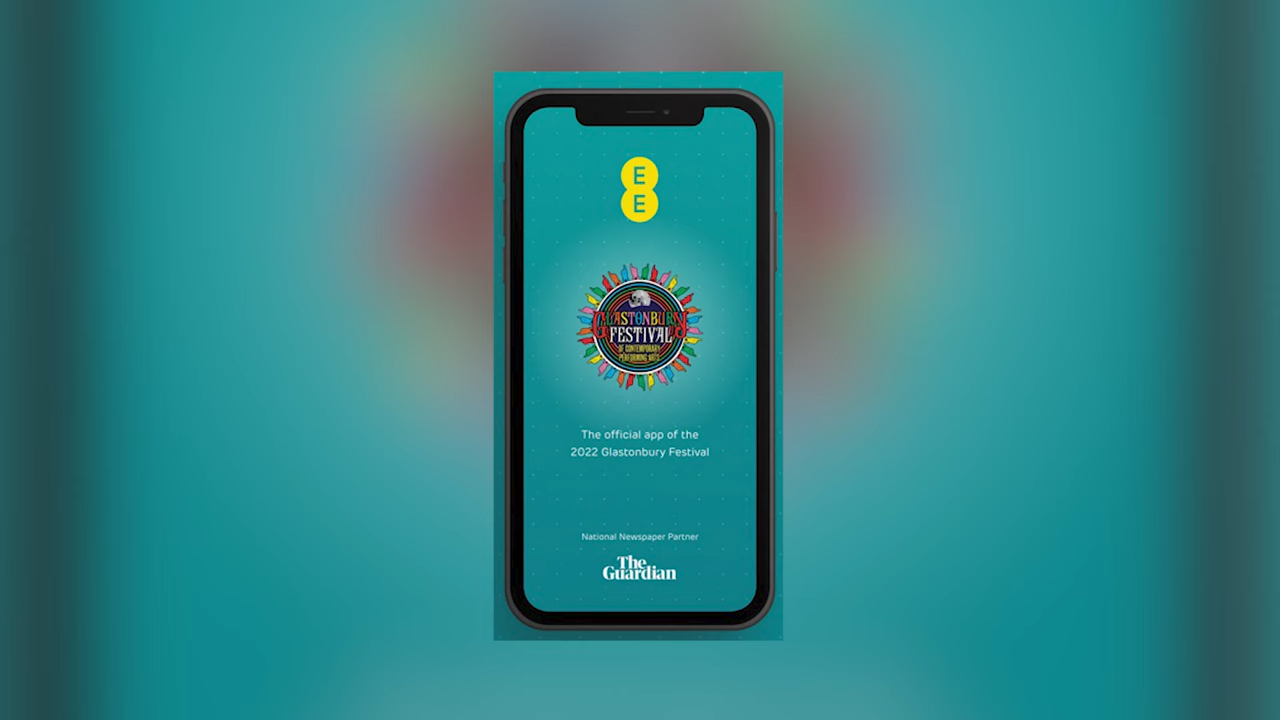 E
E
GLASTONBURY
FESTIVAL
OF CONTEMPORARY
PERFORMING ARTS
The official app of the
2022 Glastonbury Festival
National Newspaper Partner
The
Guardian